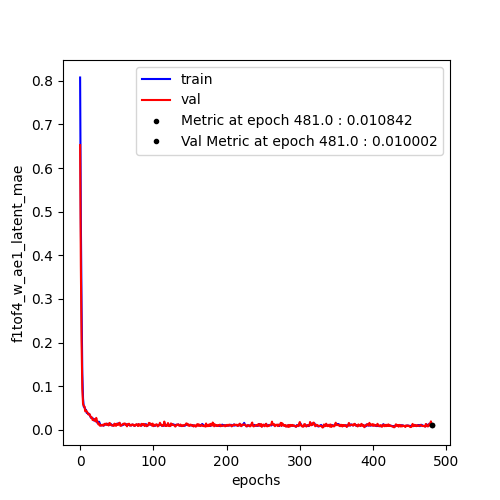 train
val
Metric at epoch 481.0 : 0.010842
Val Metric at epoch 481.0 : 0.010002
f1tof4_w_ae1_latent_mae
0.8
0.7
0.6
0.5
0.4
0.3
0.2
0.1
0.0
0 100 200 300 400 500
epochs